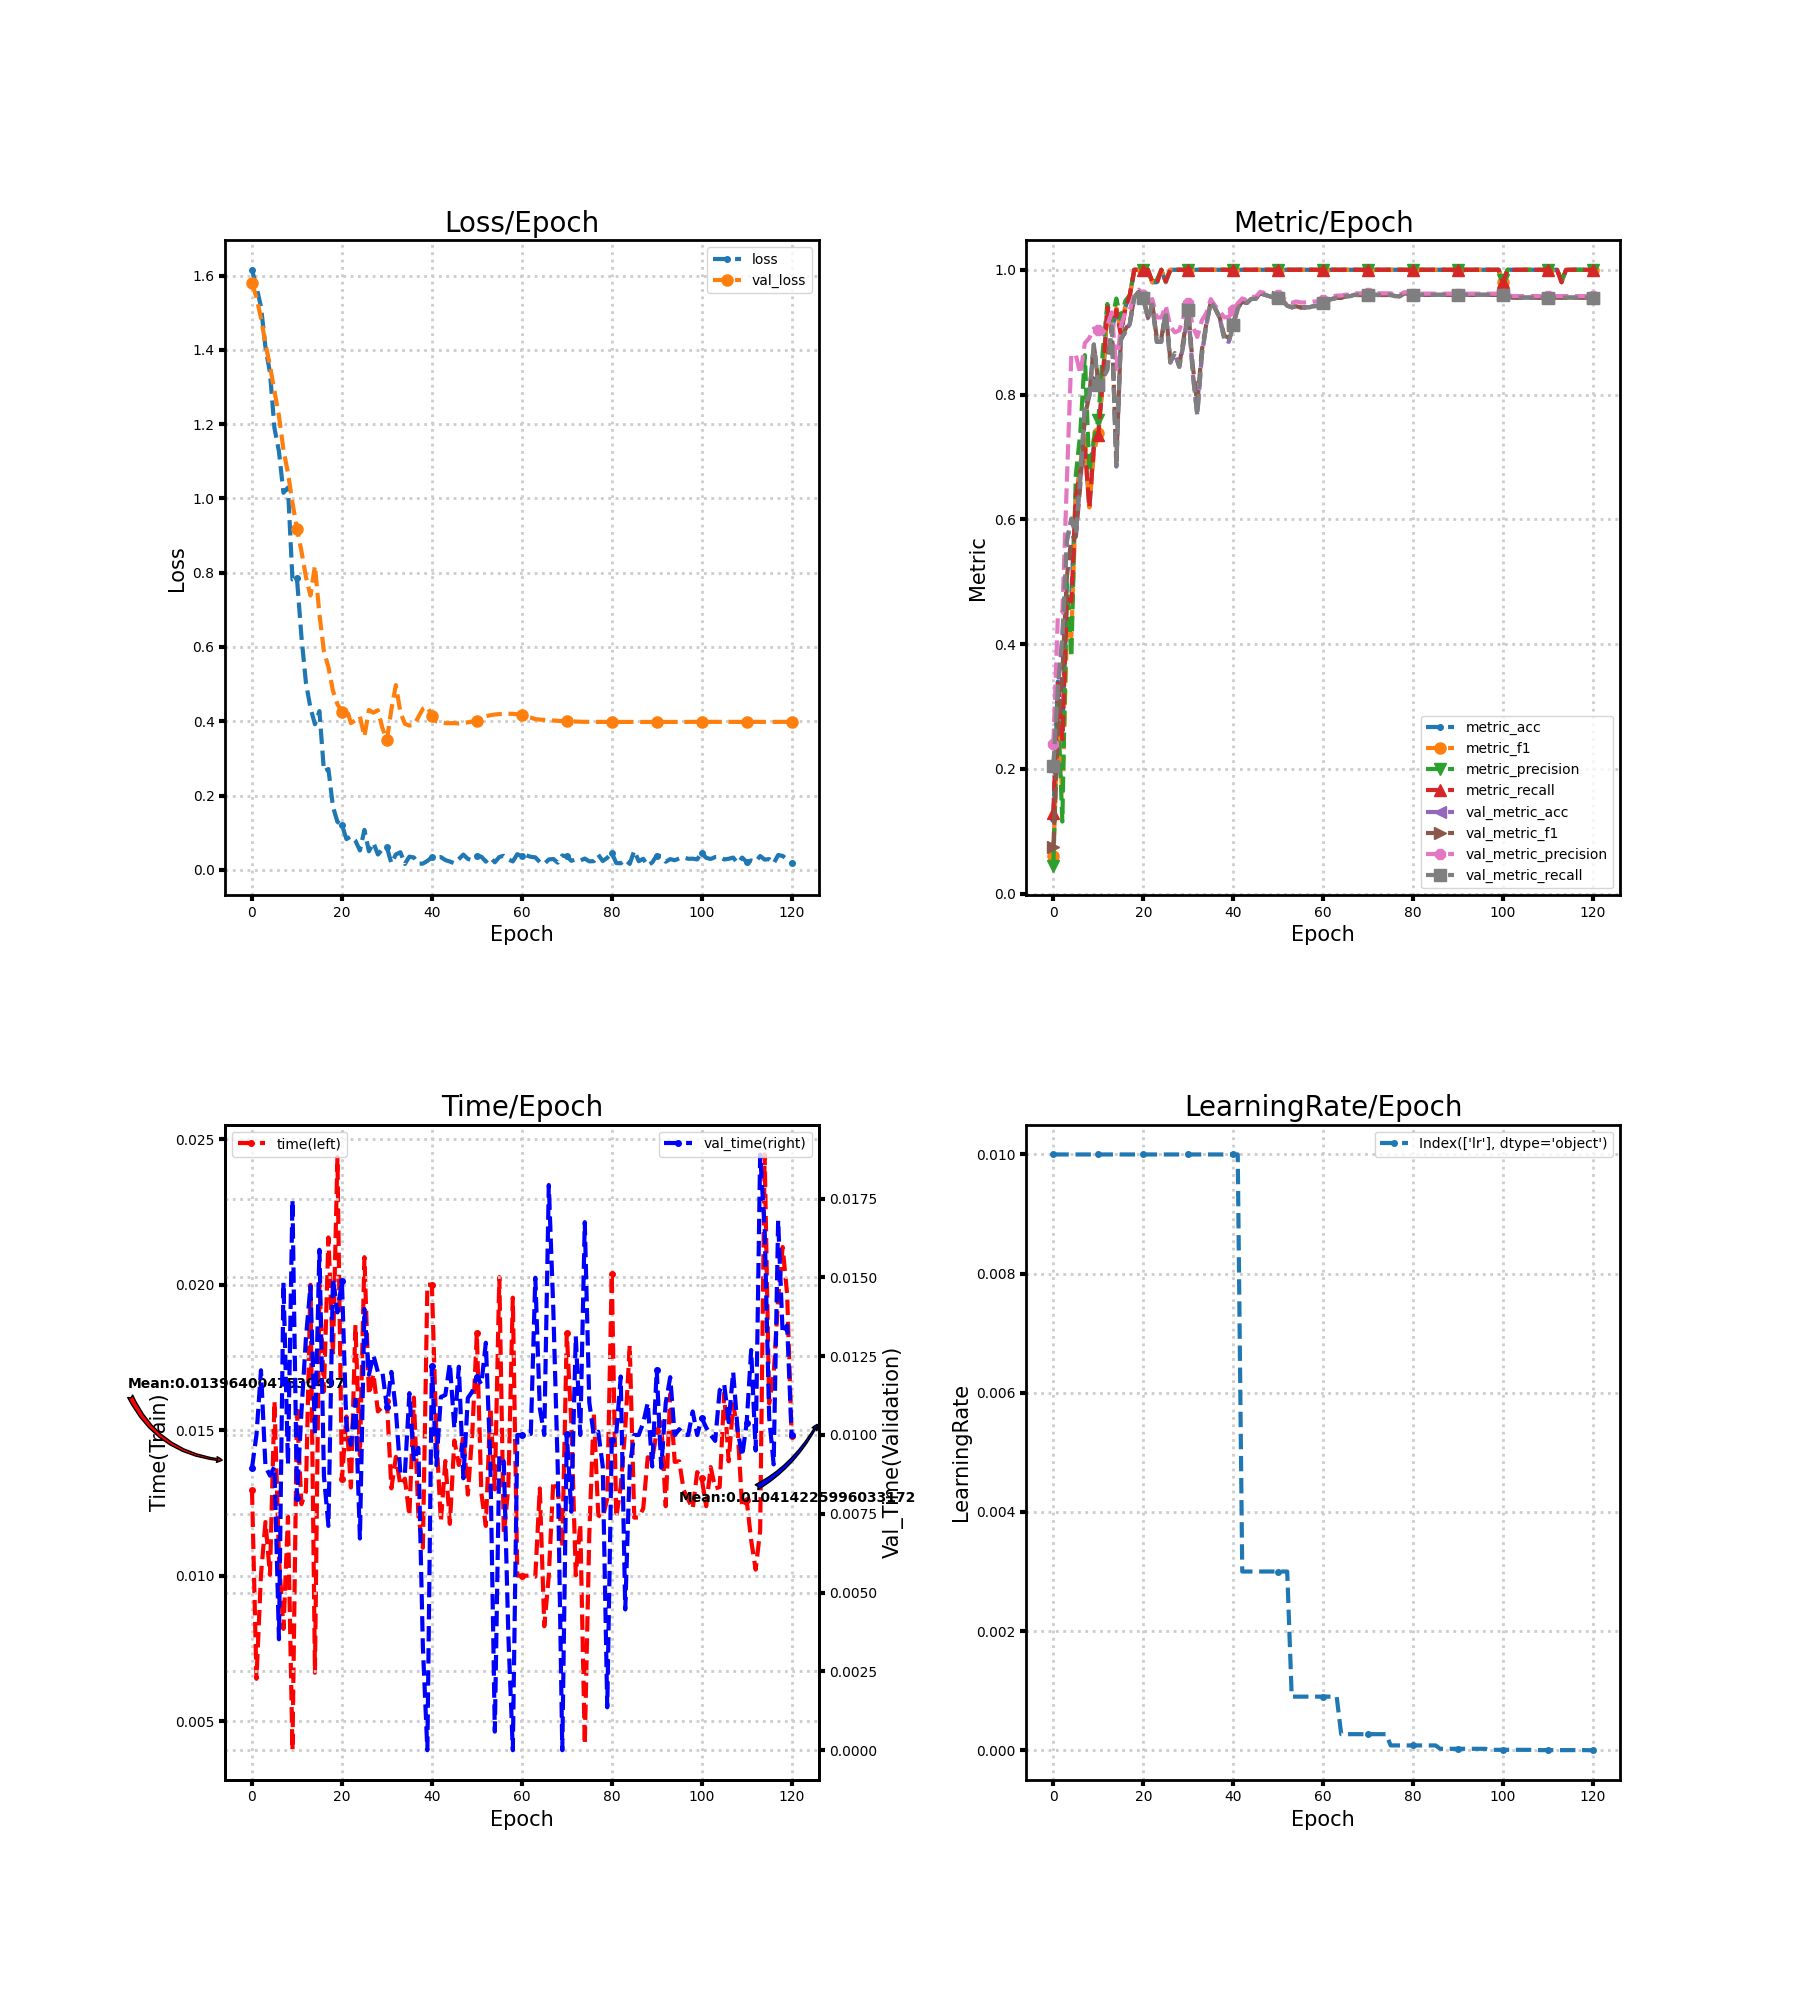 Loss/Epoch
loss
val_loss
1.6
1.4
1.2
1.0
0.8
0.6
0.4
0.2
0.0
Loss
0 20 40 60 80 100 120
Epoch
Metric/Epoch
1.0
0.8
0.6
0.4
0.2
0.0
Metric
metric_acc
metric_f1
metric_precision
metric_recall
val_metric_acc
val_metric_f1
val_metric_precision
val_metric_recall
0 20 40 60 80 100 120
Epoch
Time/Epoch
time(left)
val_time(right)
0.025
0.020
0.015
0.010
0.005
Time(Train)
0.0175
0.0150
0.0125
0.0100
0.0075
0.0050
0.0025
0.0000
Val_Time(Validation)
Mean:0.010414225996033172
0 20 40 60 80 100 120
Epoch
LearningRate/Epoch
Index(['lr'], dtype='object')
0.010
0.008
0.006
0.004
0.002
0.000
LearningRate
0 20 40 60 80 100 120
Epoch